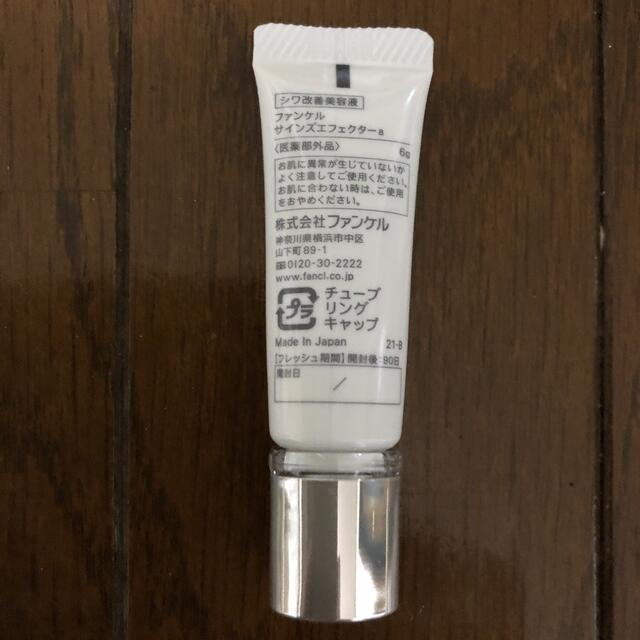 シワ改善美容液
ファンケル
サインズエフェクターa
〈医薬部外品〉 6g
お肌に異常が生じていないか
よく注意してご使用ください。
お肌に合わない時は、ご使用
をおやめください。
株式会社ファンケル
神奈川県横浜市中区
山下町89-1
☎0120-30-2222
www.fancl.co.jp
プラ
チューブ
リング
キャップ
Made In Japan 21-B
[フレッシュ期間]開封後:90日
開封日 /